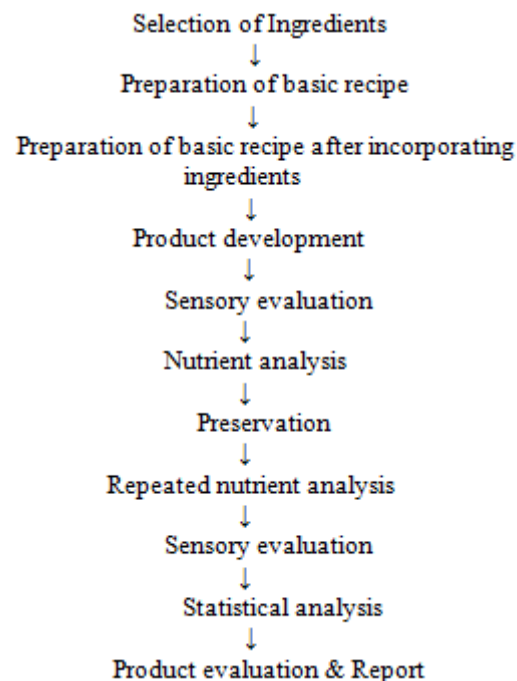 Selection of Ingredients
↓
Preparation of basic recipe
↓
Preparation of basic recipe after incorporating
ingredients
↓
Product development
↓
Sensory evaluation
↓
Nutrient analysis
↓
Preservation
↓
Repeated nutrient analysis
↓
Sensory evaluation
↓
Statistical analysis
↓
Product evaluation & Report